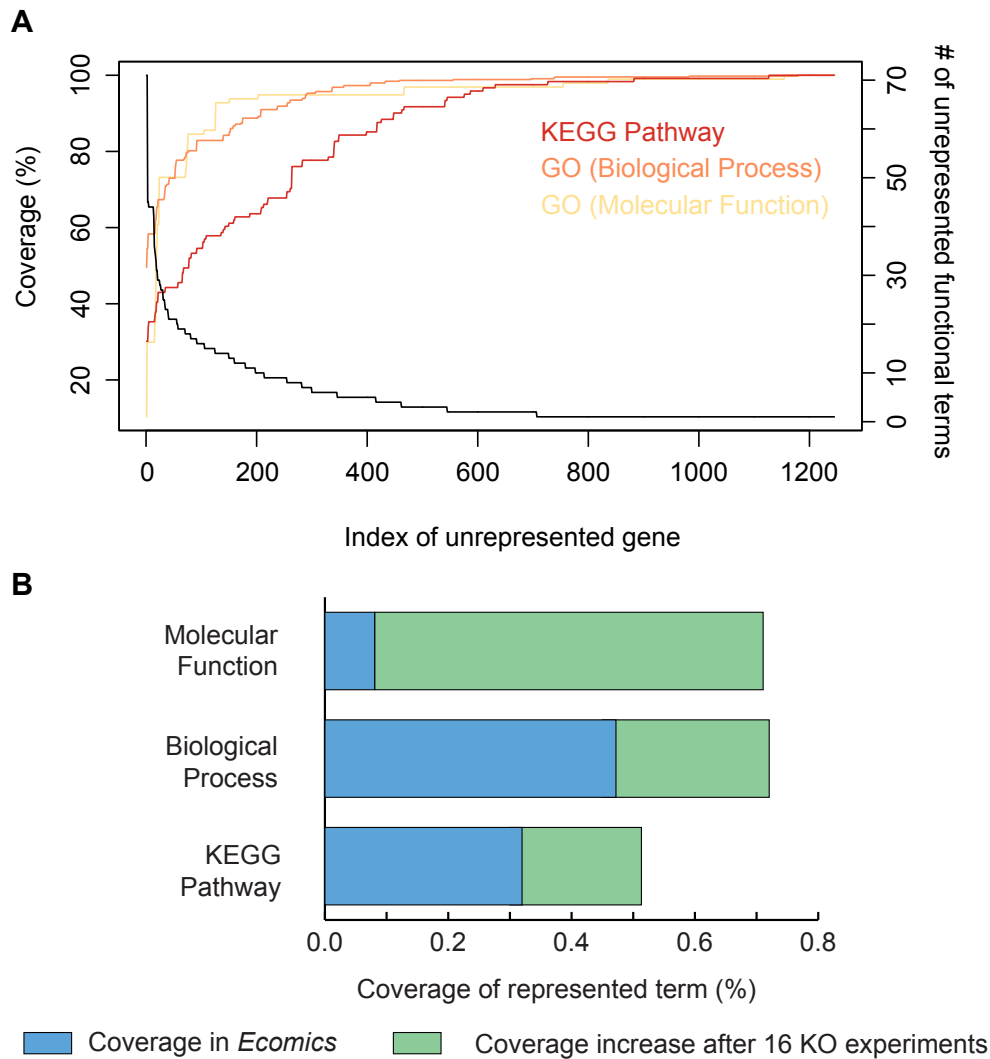 A
Coverage (%)
100
80
60
40
20
KEGG Pathway
GO (Biological Process)
GO (Molecular Function)
# of unrepresented functional terms
70
50
30
10
0
0 200 400 600 800 1000 1200
Index of unrepresented gene
B
Molecular
Function
Biological
Process
KEGG
Pathway
0.0 0.2 0.4 0.6 0.8
Coverage of represented term (%)
Coverage in Ecomics
Coverage increase after 16 KO experiments